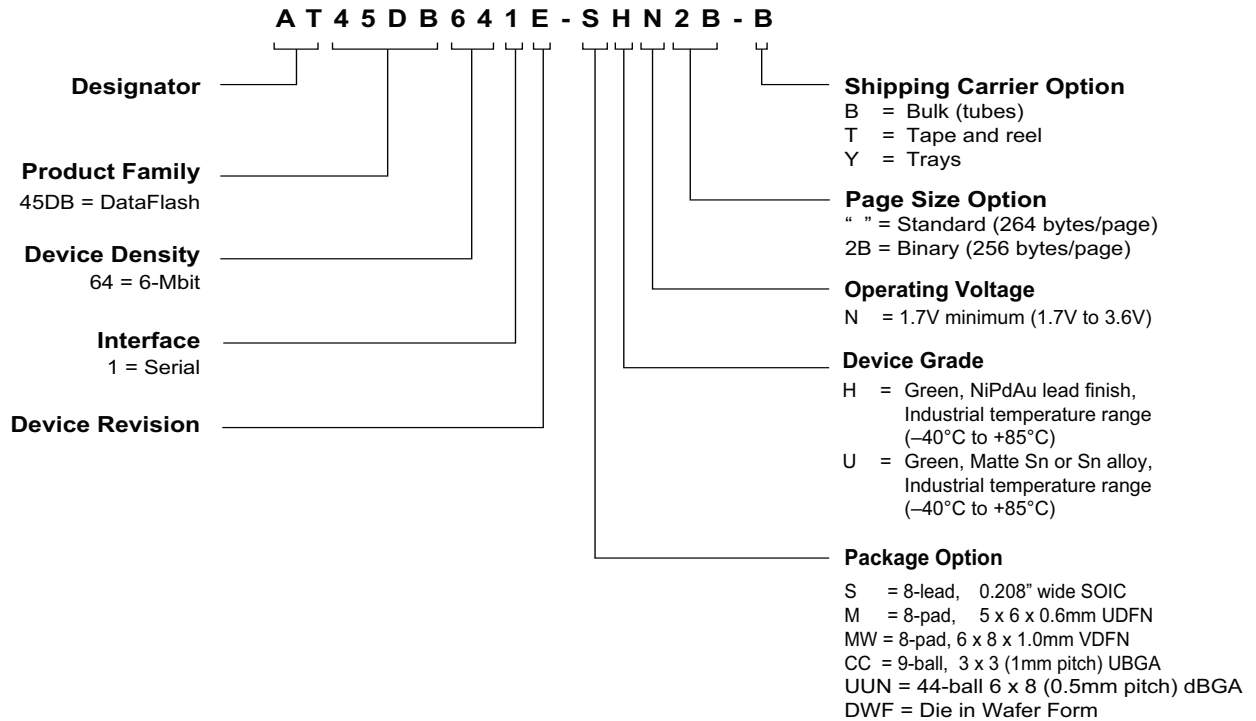 A T 4 5 D B 6 4 1 E - S H N 2 B - B
Designator
Product Family
45DB = DataFlash
Device Density
64 = 6-Mbit
Interface
1 = Serial
Device Revision
Shipping Carrier Option
B = Bulk (tubes)
T = Tape and reel
Y = Trays
Page Size Option
“ ” = Standard (264 bytes/page)
2B = Binary (256 bytes/page)
Operating Voltage
N = 1.7V minimum (1.7V to 3.6V)
Device Grade
H = Green, NiPdAu lead finish,
Industrial temperature range
(–40°C to +85°C)
U = Green, Matte Sn or Sn alloy,
Industrial temperature range
(–40°C to +85°C)
Package Option
S = 8-lead, 0.208” wide SOIC
M = 8-pad, 5 x 6 x 0.6mm UDFN
MW = 8-pad, 6 x 8 x 1.0mm VDFN
CC = 9-ball, 3 x 3 (1mm pitch) UBGA
UUN = 44-ball 6 x 8 (0.5mm pitch) dBGA
DWF = Die in Wafer Form